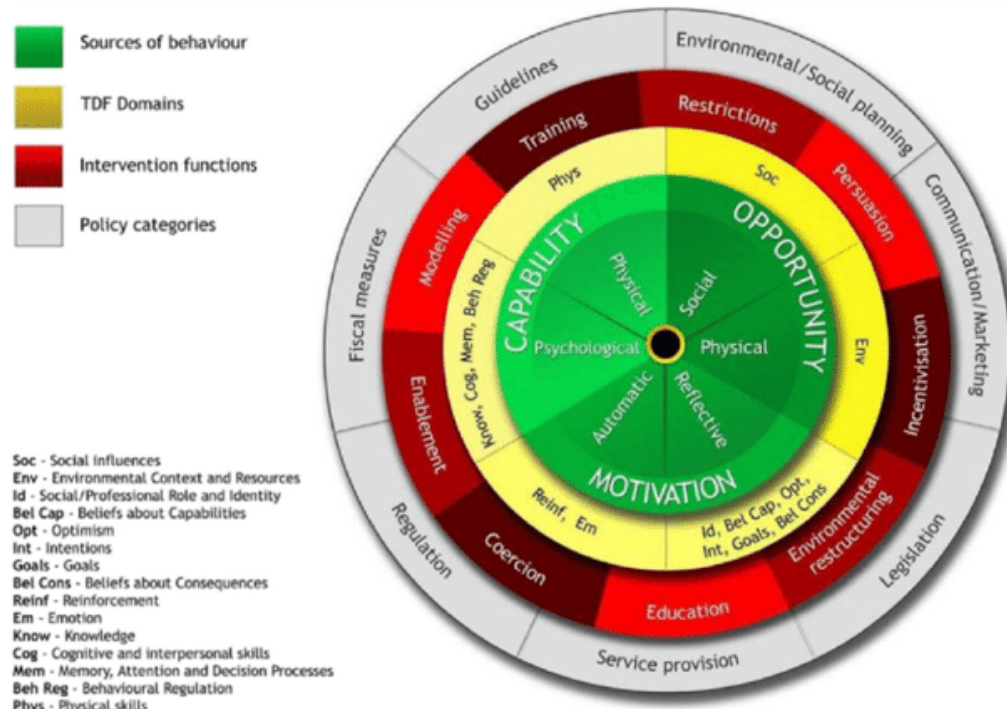 Sources of behaviour
TDF Domains
Intervention functions
Policy categories
Guidelines
Environmental/Social planning
Communication/Marketing
Legislation
Service provision
Regulation
Fiscal measures
Training
Restrictions
Persuasion
Incentivisation
Environmental
restructuring
Education
Coercion
Enablement
Modelling
Phys
Soc
Env
Id, Bel Cap, Opt,
Int, Goals, Bel Cons
Reinf, Em
Know, Cog, Mem, Beh Reg
CAPABILITY
OPPORTUNITY
MOTIVATION
Physical
Social
Physical
Reflective
Automatic
Psychological
Soc - Social influences
Env - Environmental Context and Resources
Id - Social/Professional Role and Identity
Bel Cap - Beliefs about Capabilities
Opt - Optimism
Int - Intentions
Goals - Goals
Bel Cons - Beliefs about Consequences
Reinf - Reinforcement
Em - Emotion
Know - Knowledge
Cog - Cognitive and interpersonal skills
Mem - Memory, Attention and Decision Processes
Beh Reg - Behavioural Regulation
Phys - Physical skills